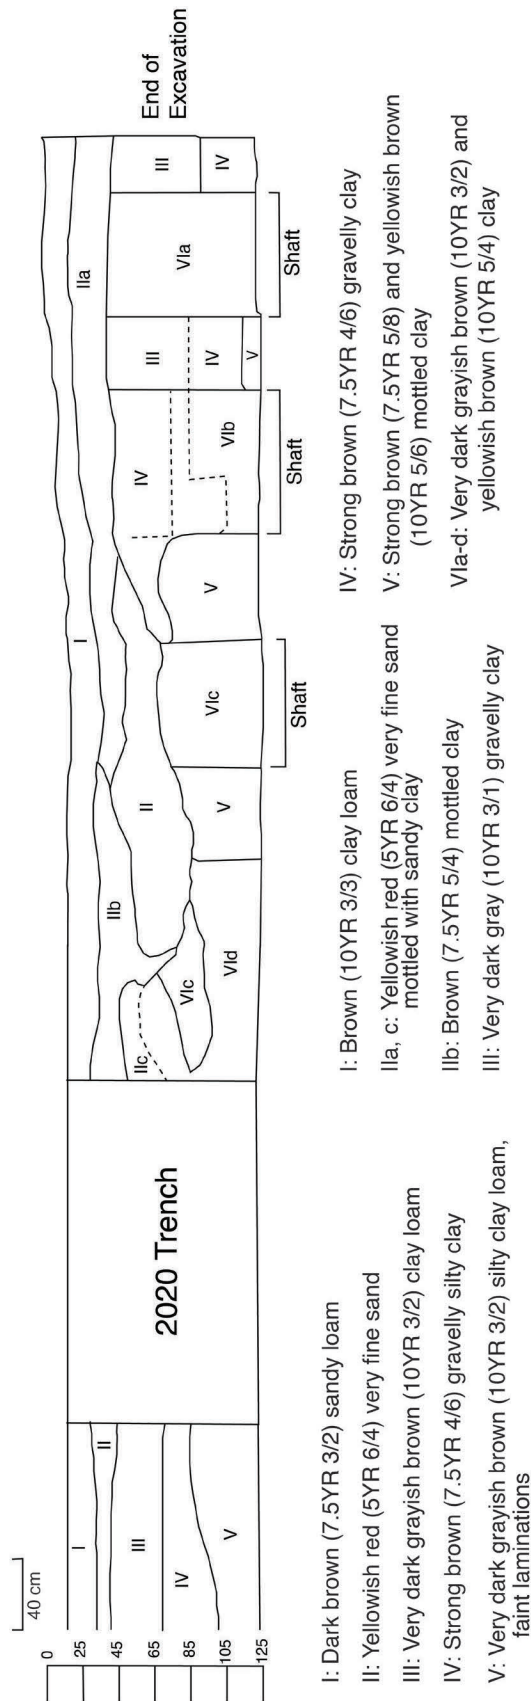 40 cm
0
25
45
65
85
105
125
I
II
III
IV
V
2020 Trench
IIc
IIb
VIc
VId
II
V
VIc
I
V
IV
VIb
III
IV
V
IIa
VIa
III
IV
End of
Excavation
Shaft
Shaft
Shaft
I: Dark brown (7.5YR 3/2) sandy loam
II: Yellowish red (5YR 6/4) very fine sand
III: Very dark grayish brown (10YR 3/2) clay loam
IV: Strong brown (7.5YR 4/6) gravelly silty clay
V: Very dark grayish brown (10YR 3/2) silty clay loam,
faint laminations
I: Brown (10YR 3/3) clay loam
IIa, c: Yellowish red (5YR 6/4) very fine sand
mottled with sandy clay
IIb: Brown (7.5YR 5/4) mottled clay
III: Very dark gray (10YR 3/1) gravelly clay
IV: Strong brown (7.5YR 4/6) gravelly clay
V: Strong brown (7.5YR 5/8) and yellowish brown
(10YR 5/6) mottled clay
VIa-d: Very dark grayish brown (10YR 3/2) and
yellowish brown (10YR 5/4) clay